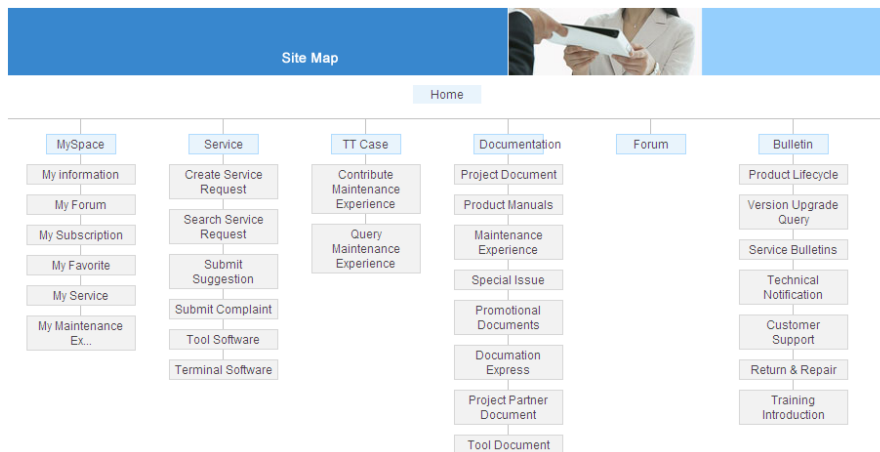 Site Map
Home
MySpace
My information
My Forum
My Subscription
My Favorite
My Service
My Maintenance
Ex...
Service
Create Service
Request
Search Service
Request
Submit
Suggestion
Submit Complaint
Tool Software
Terminal Software
TT Case
Contribute
Maintenance
Experience
Query
Maintenance
Experience
Documentation
Project Document
Product Manuals
Maintenance
Experience
Special Issue
Promotional
Documents
Documation
Express
Project Partner
Document
Tool Document
Forum
Bulletin
Product Lifecycle
Version Upgrade
Query
Service Bulletins
Technical
Notification
Customer
Support
Return & Repair
Training
Introduction